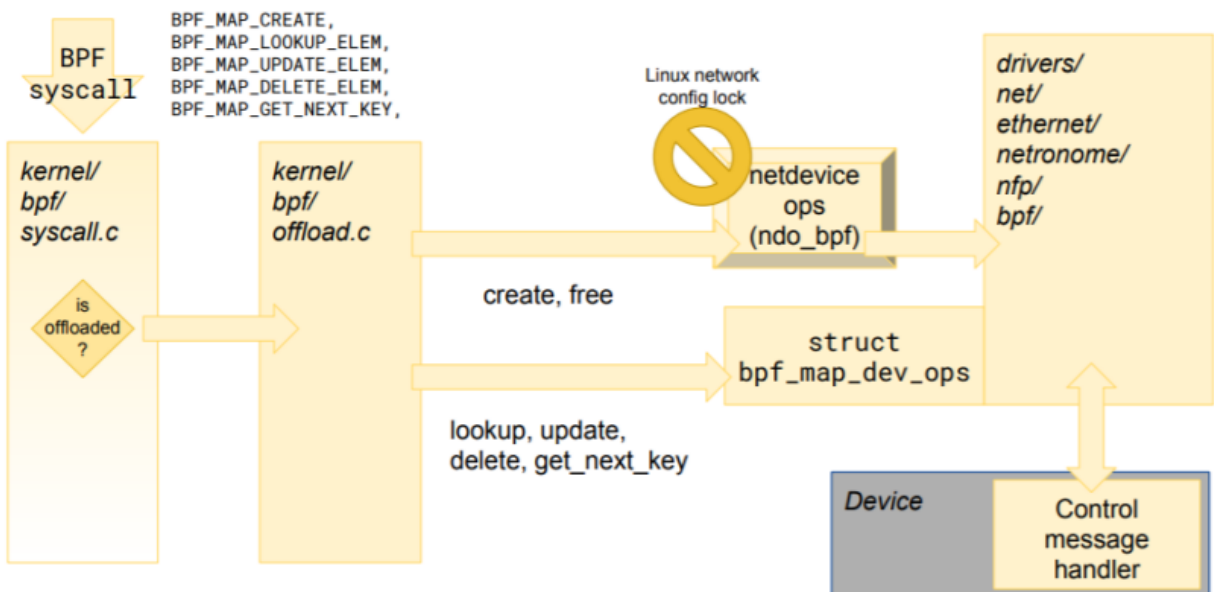 BPF
syscall
BPF_MAP_CREATE,
BPF_MAP_LOOKUP_ELEM,
BPF_MAP_UPDATE_ELEM,
BPF_MAP_DELETE_ELEM,
BPF_MAP_GET_NEXT_KEY,
kernel/
bpf/
syscall.c
is
offloaded
?
kernel/
bpf/
offload.c
Linux network
config lock
netdevice
ops
(ndo_bpf)
create, free
struct
bpf_map_dev_ops
lookup, update,
delete, get_next_key
drivers/
net/
ethernet/
netronome/
nfp/
bpf/
Device
Control
message
handler